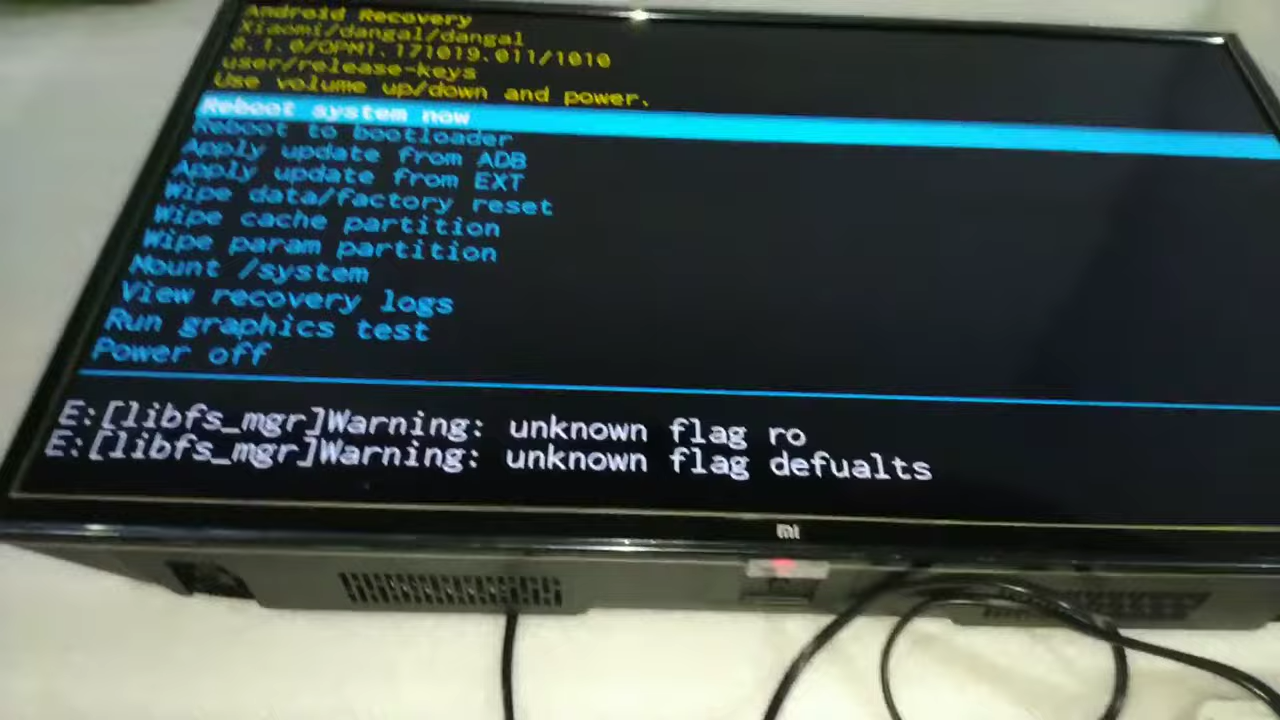 Android Recovery
Xiaomi/dangal/dangal
8.1.0/OPM1.171019.011/1010
user/release-keys
Use volume up/down and power.
Reboot system now
Reboot to bootloader
Apply update from ADB
Apply update from EXT
Wipe data/factory reset
Wipe cache partition
Wipe param partition
Mount /system
View recovery logs
Run graphics test
Power off
E:[libfs_mgr]Warning: unknown flag ro
E:[libfs_mgr]Warning: unknown flag defualts
mi